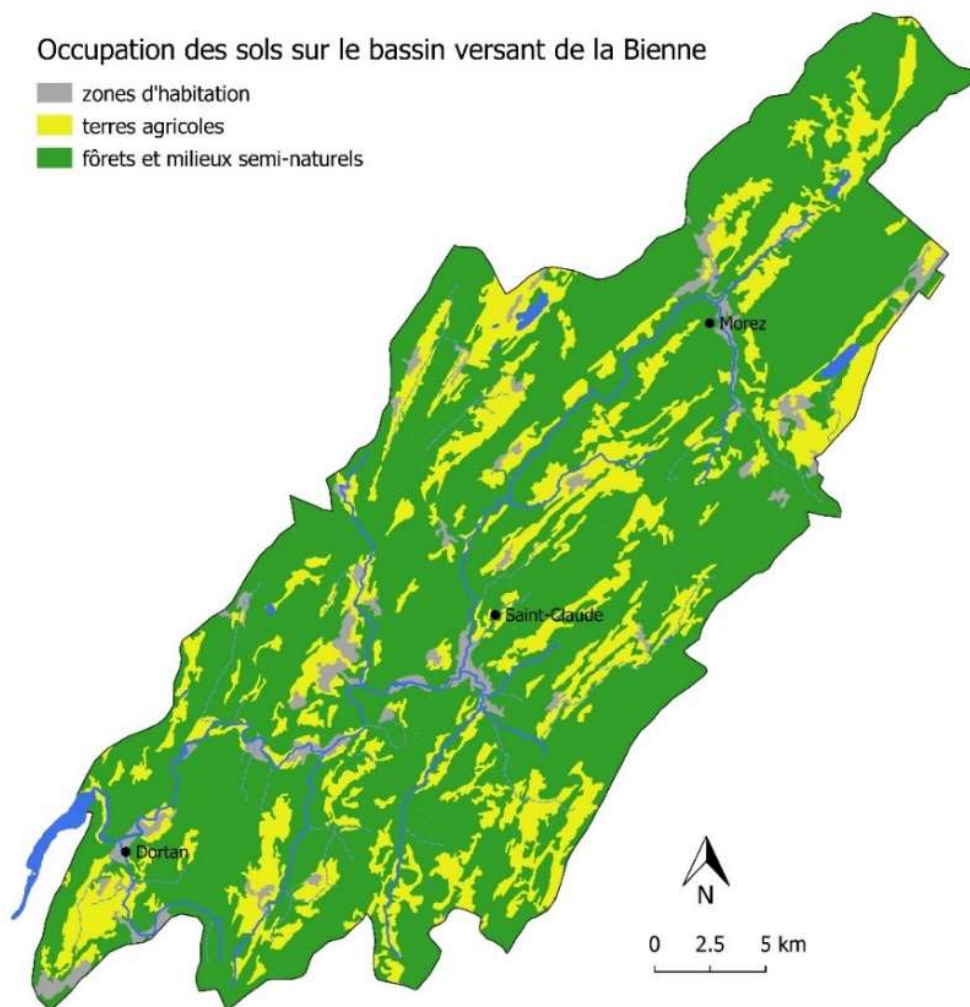 Occupation des sols sur le bassin versant de la Bienne
zones d'habitation
terres agricoles
fôrets et milieux semi-naturels
Morez
Saint-Claude
Dortan
N
0 2.5 5 km